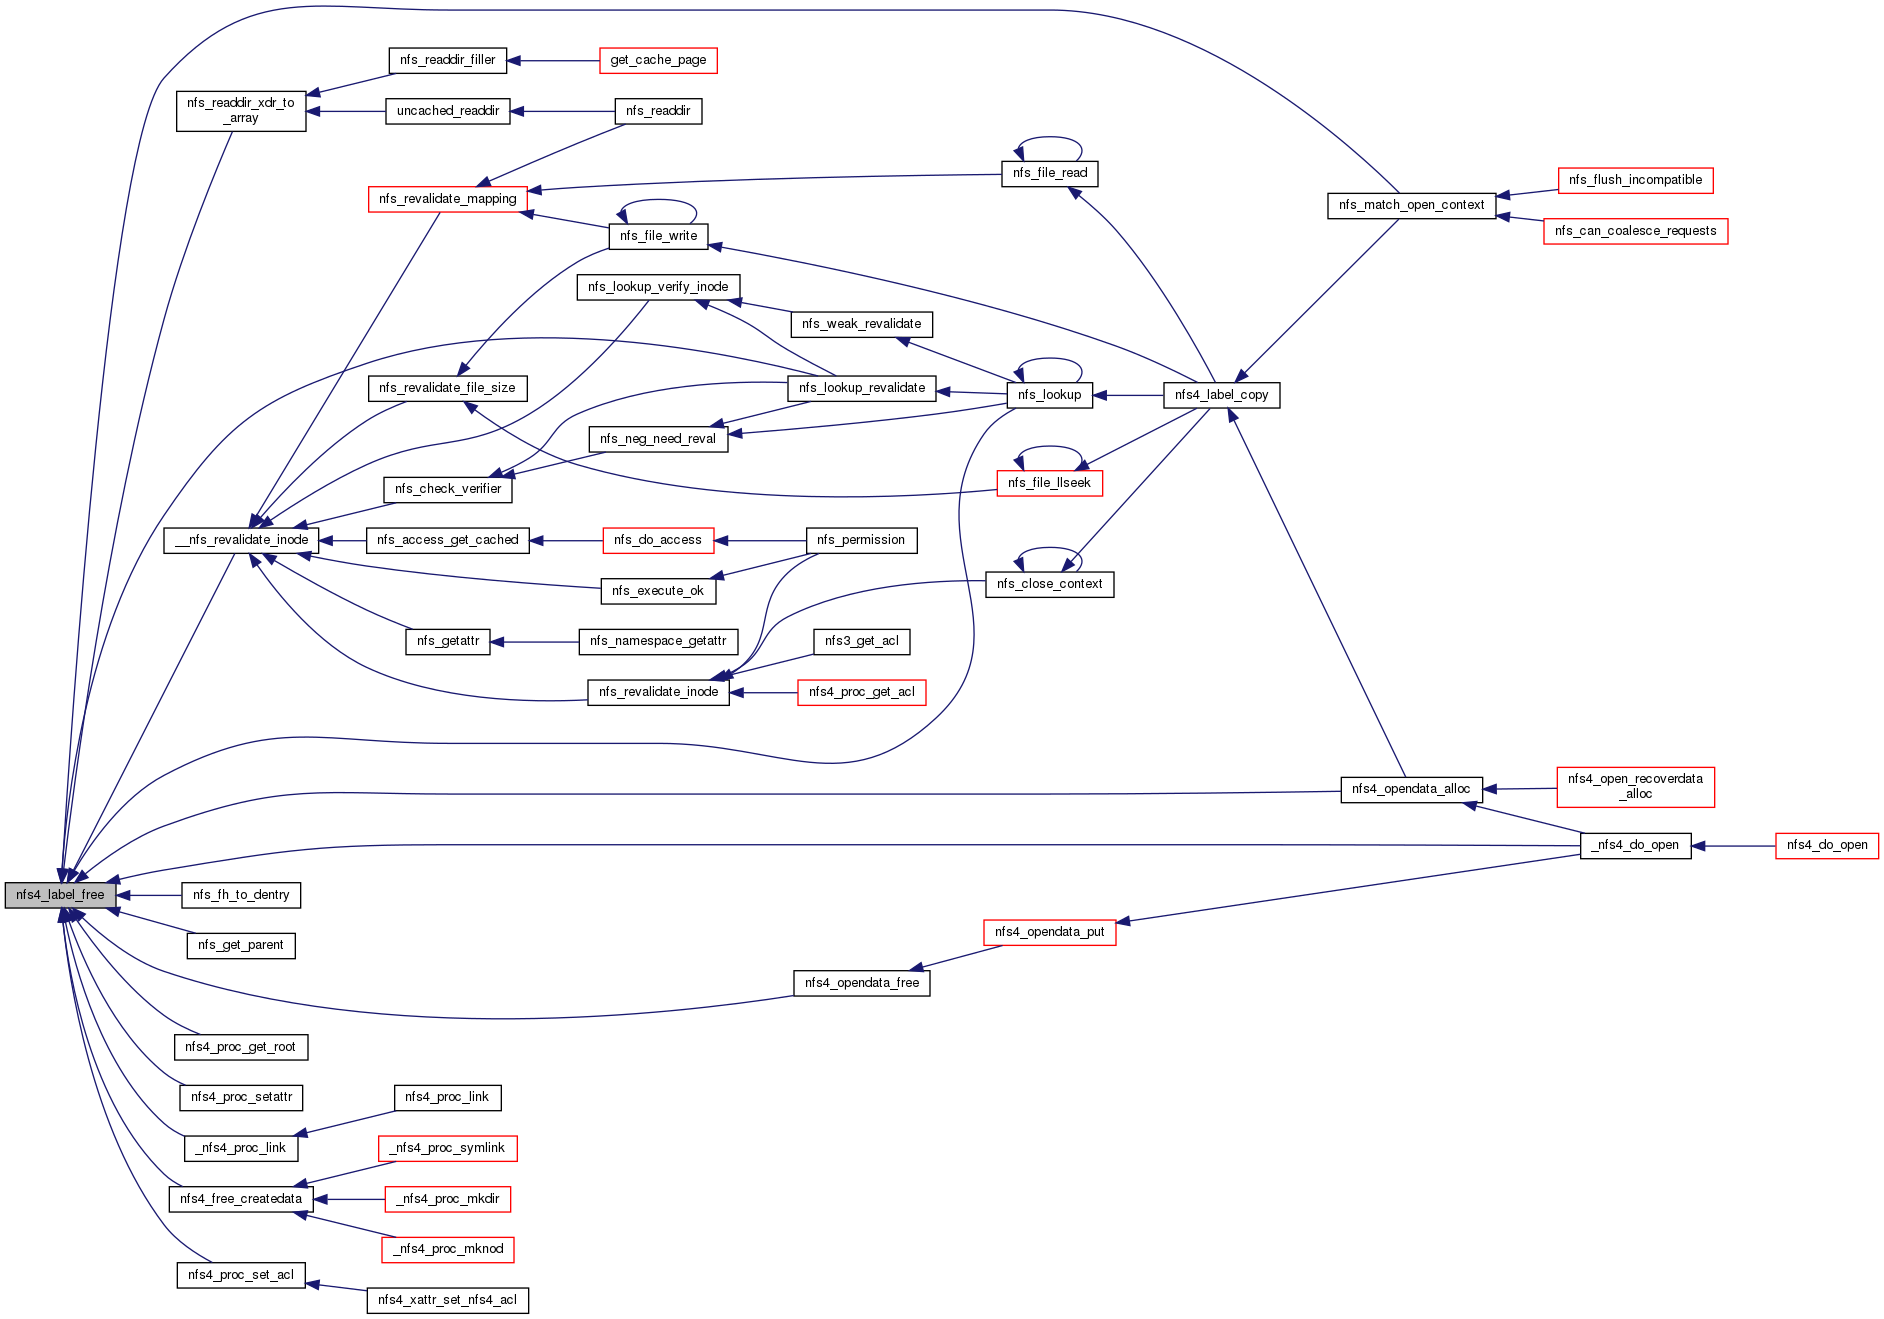 nfs_readdir_filler
get_cache_page
nfs_readdir_xdr_to
_array
uncached_readdir
nfs_readdir
nfs_file_read
nfs_flush_incompatible
nfs_revalidate_mapping
nfs_match_open_context
nfs_file_write
nfs_can_coalesce_requests
nfs_lookup_verify_inode
nfs_weak_revalidate
nfs_revalidate_file_size
nfs_lookup_revalidate
nfs_lookup
nfs4_label_copy
nfs_neg_need_reval
nfs_file_llseek
nfs_check_verifier
__nfs_revalidate_inode
nfs_access_get_cached
nfs_do_access
nfs_permission
nfs_execute_ok
nfs_close_context
nfs_getattr
nfs_namespace_getattr
nfs3_get_acl
nfs_revalidate_inode
nfs4_proc_get_acl
nfs4_opendata_alloc
nfs4_open_recoverdata
_alloc
_nfs4_do_open
nfs4_do_open
nfs4_label_free
nfs_fh_to_dentry
nfs_get_parent
nfs4_opendata_put
nfs4_opendata_free
nfs4_proc_get_root
nfs4_proc_setattr
nfs4_proc_link
_nfs4_proc_link
_nfs4_proc_symlink
nfs4_free_createdata
_nfs4_proc_mkdir
_nfs4_proc_mknod
nfs4_proc_set_acl
nfs4_xattr_set_nfs4_acl